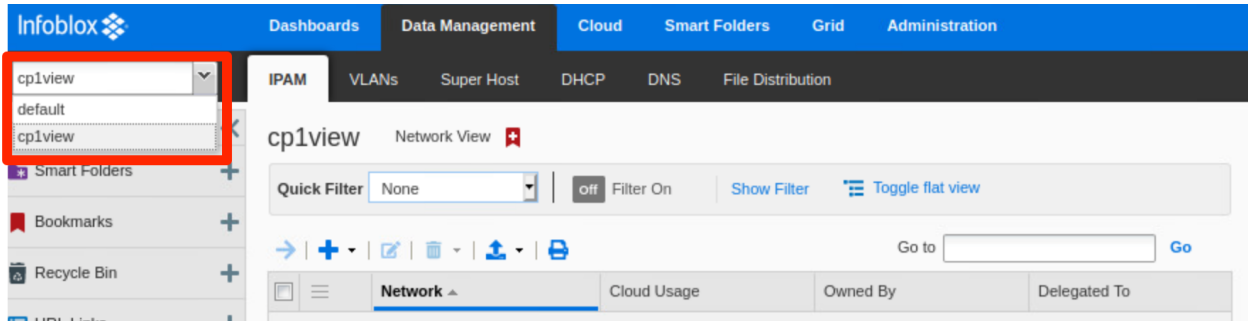 Infoblox
Dashboards Data Management Cloud Smart Folders Grid Administration
cp1view
IPAM VLANs Super Host DHCP DNS File Distribution
default
cp1view
cp1view Network View
Smart Folders
Quick Filter None Off Filter On Show Filter Toggle flat view
Bookmarks
Go to Go
Recycle Bin
Network Cloud Usage Owned By Delegated To
URL Links